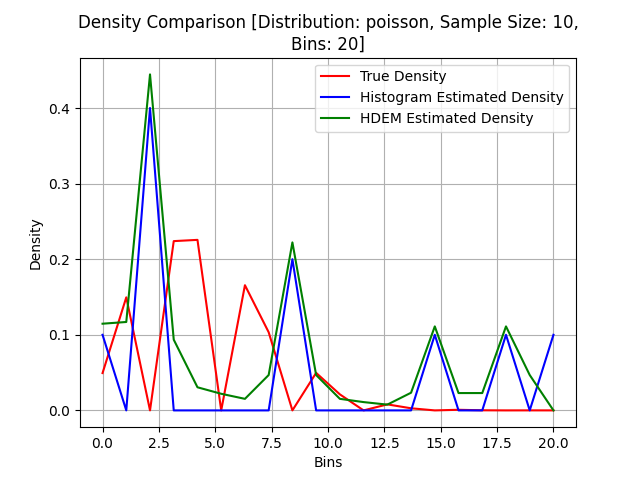 Density Comparison [Distribution: poisson, Sample Size: 10,
Bins: 20]
True Density
Histogram Estimated Density
HDEM Estimated Density
Density
0.4
0.3
0.2
0.1
0.0
0.0 2.5 5.0 7.5 10.0 12.5 15.0 17.5 20.0
Bins